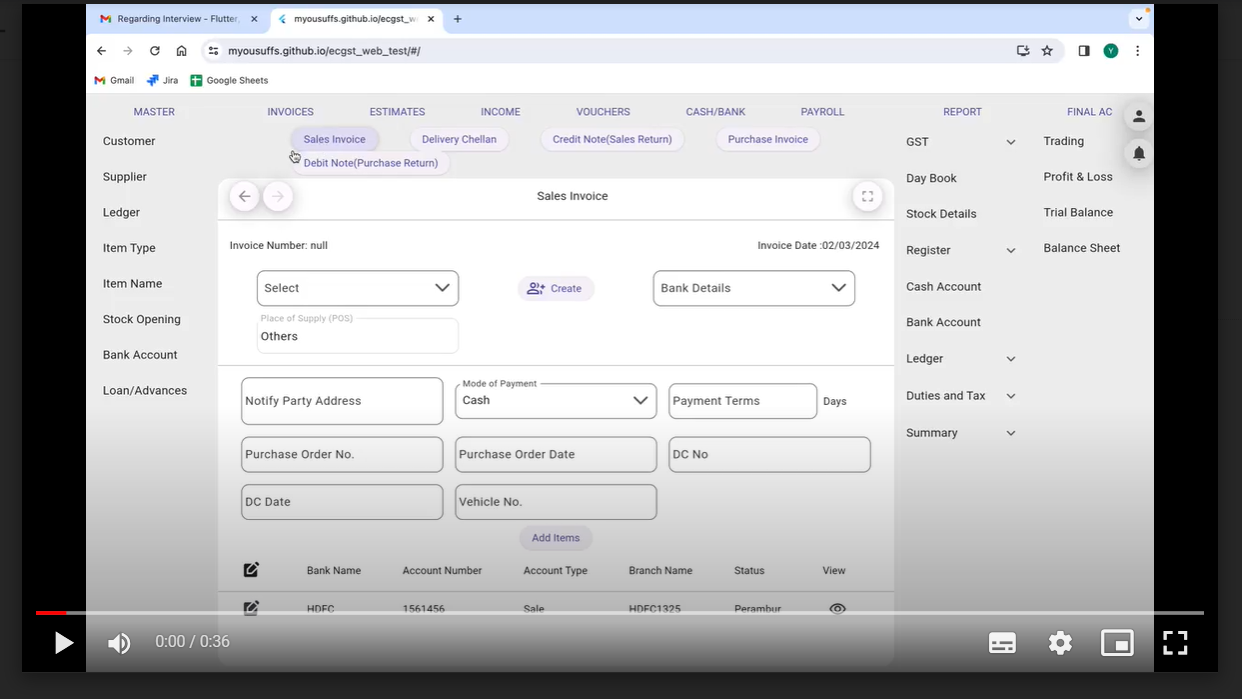 Regarding Interview - Flutter
myousuffs.github.io/ecgst_w
myousuffs.github.io/ecgst_web_test/#/
Y
Gmail Jira Google Sheets
MASTER INVOICES ESTIMATES INCOME VOUCHERS CASH/BANK PAYROLL REPORT FINAL AC
Customer
Supplier
Ledger
Item Type
Item Name
Stock Opening
Bank Account
Loan/Advances
Sales Invoice Delivery Chellan Credit Note(Sales Return) Purchase Invoice
Debit Note(Purchase Return)
Sales Invoice
Invoice Number: null Invoice Date :02/03/2024
Select Create Bank Details
Place of Supply (POS)
Others
Notify Party Address
Mode of Payment
Cash
Payment Terms Days
Purchase Order No. Purchase Order Date DC No
DC Date Vehicle No.
Add Items
Bank Name Account Number Account Type Branch Name Status View
HDFC 1561456 Sale HDFC1325 Perambur
GST
Day Book
Stock Details
Register
Cash Account
Bank Account
Ledger
Duties and Tax
Summary
Trading
Profit & Loss
Trial Balance
Balance Sheet
0:00 / 0:36